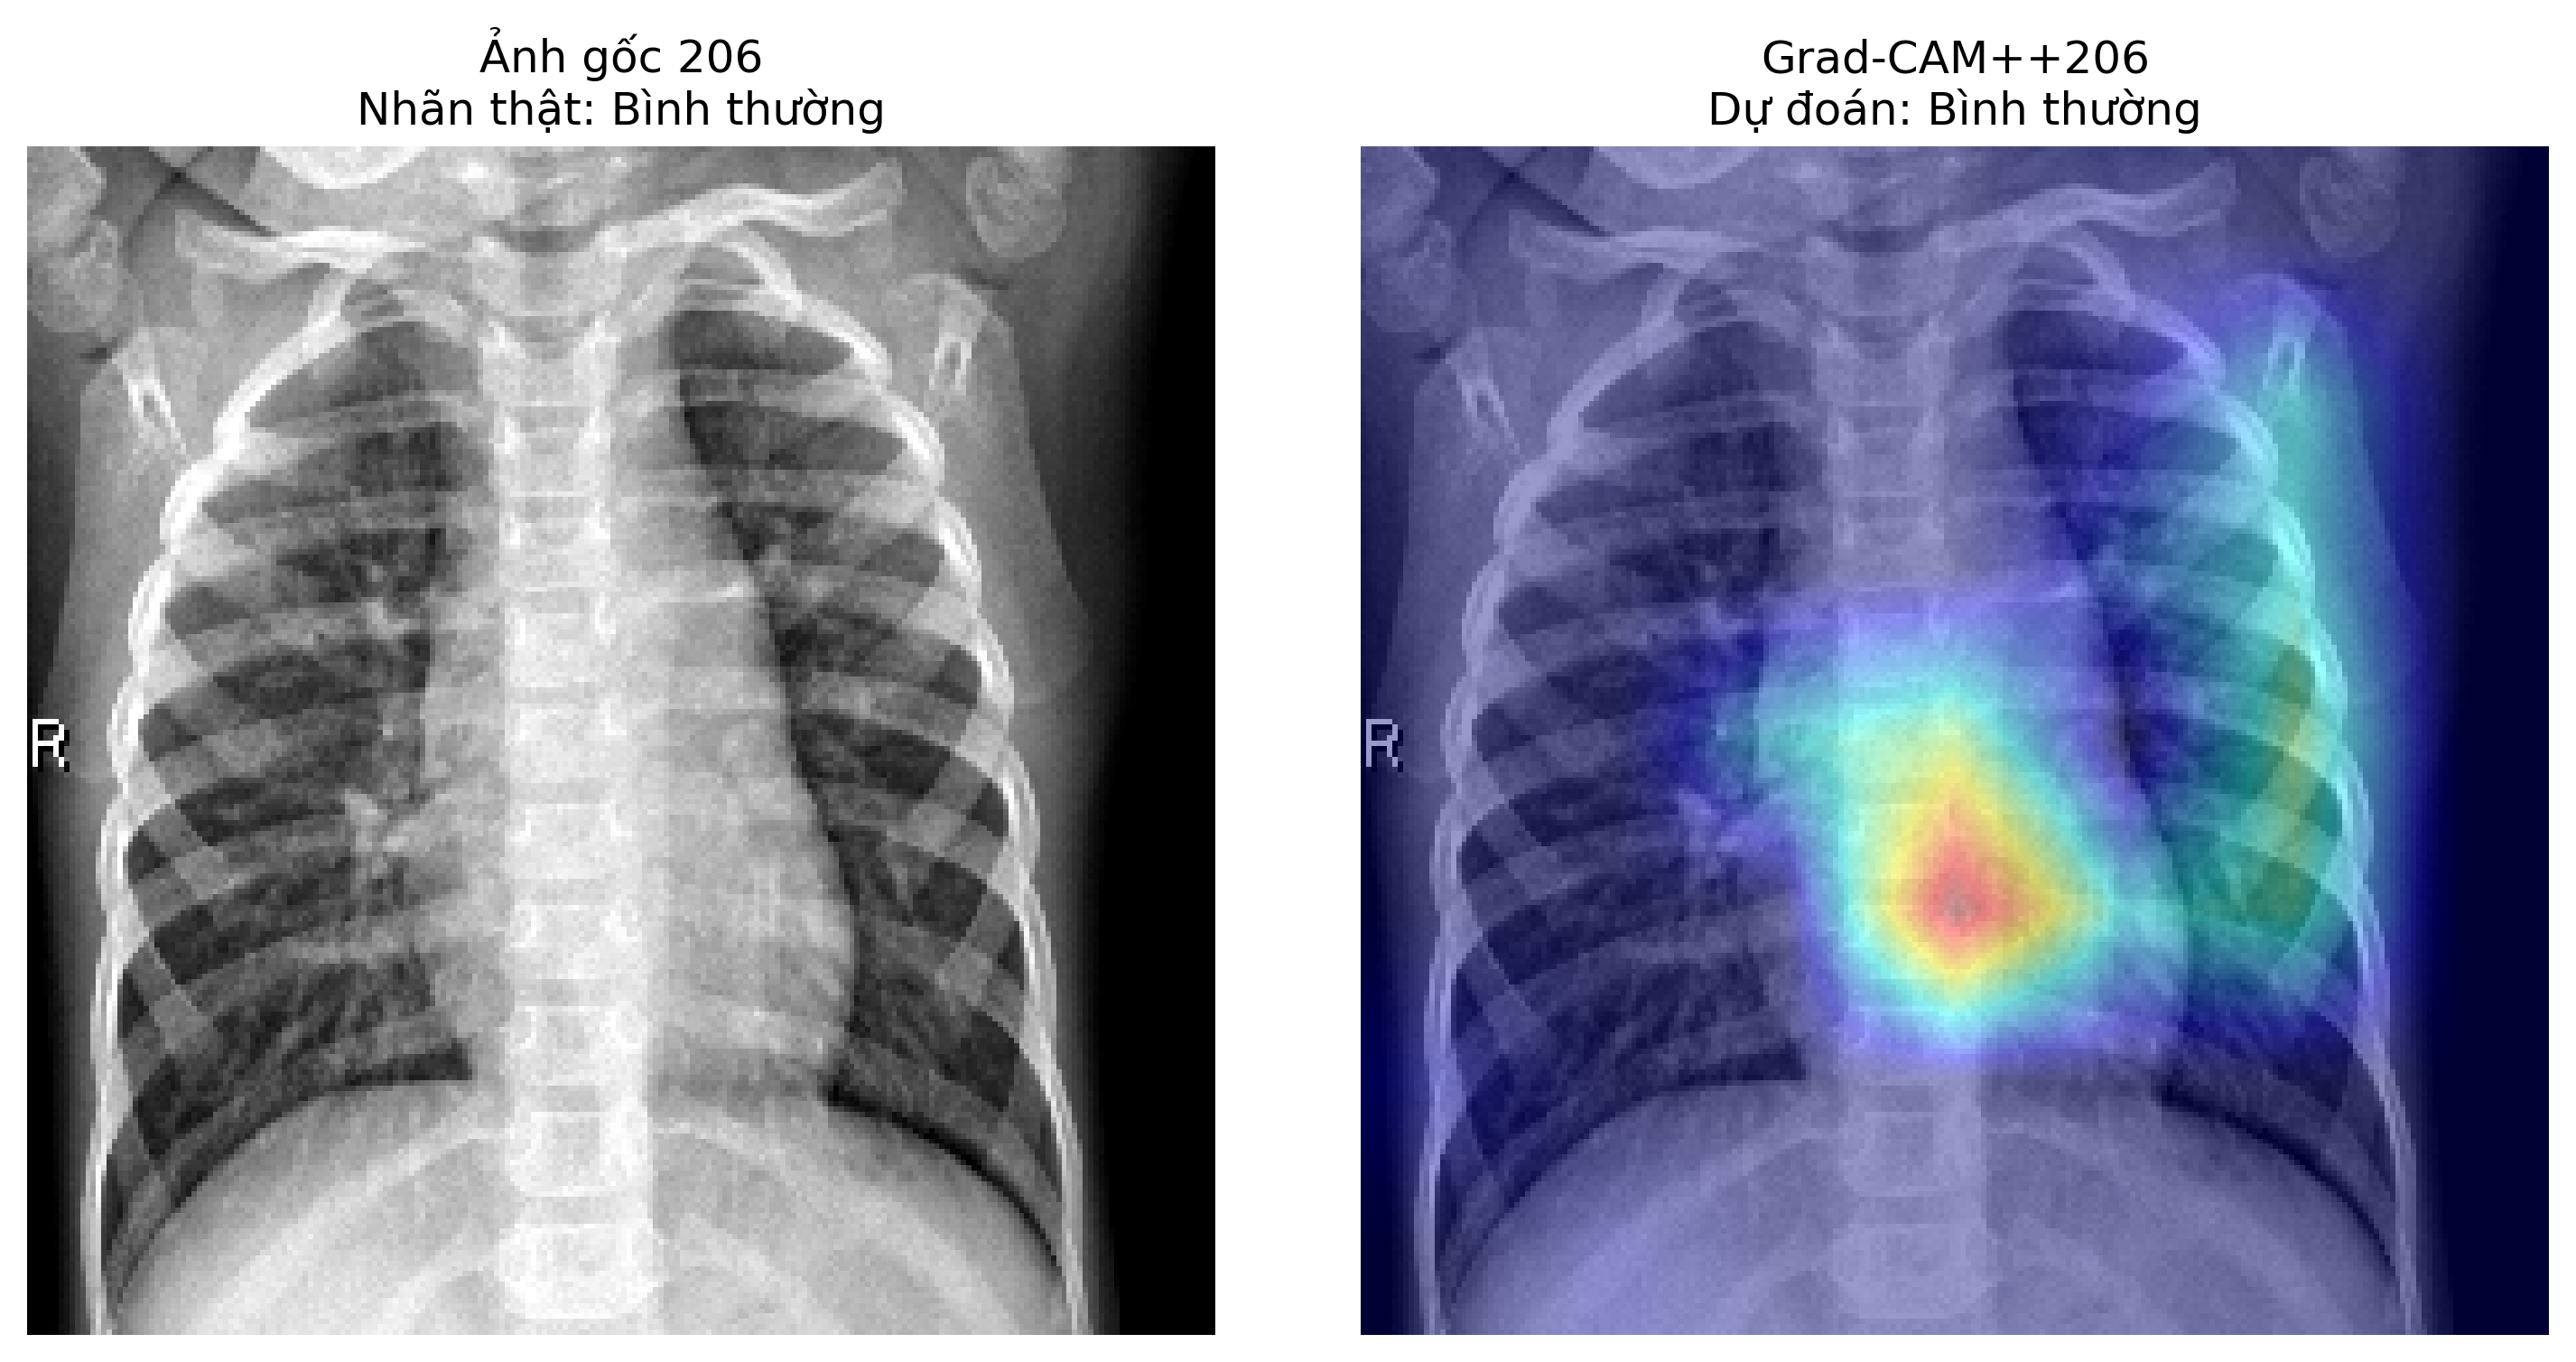 Ảnh gốc 206
Nhãn thật: Bình thường
Grad-CAM++206
Dự đoán: Bình thường
R
R